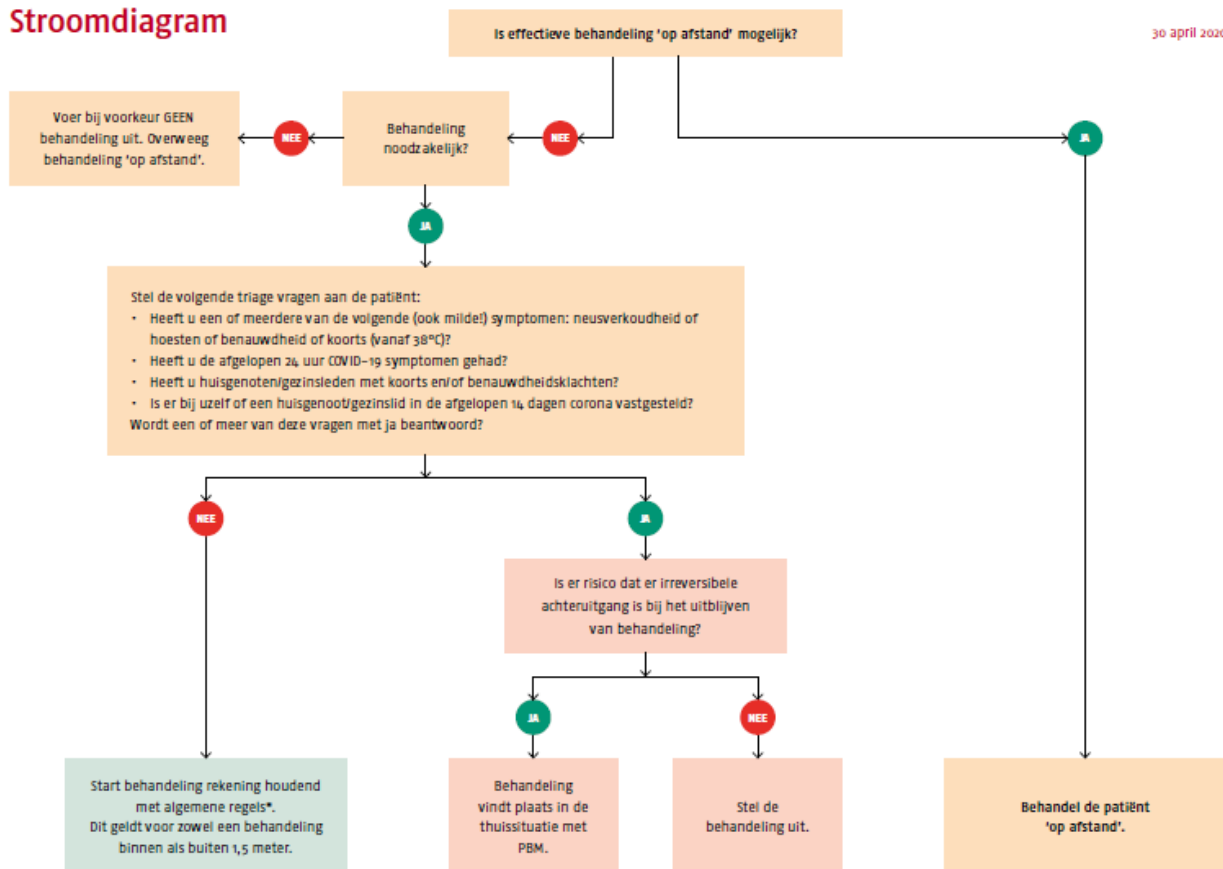 Stroomdiagram
Is effectieve behandeling 'op afstand' mogelijk?
30 april 2020
Voer bij voorkeur GEEN
behandeling uit. Overweeg
behandeling 'op afstand'.
NEE
Behandeling
noodzakelijk?
NEE
JA
JA
Stel de volgende triage vragen aan de patiënt:
• Heeft u een of meerdere van de volgende (ook milde!) symptomen: neusverkoudheid of
hoesten of benauwdheid of koorts (vanaf 38°C)?
• Heeft u de afgelopen 24 uur COVID-19 symptomen gehad?
• Heeft u huisgenoten/gezinsleden met koorts en/of benauwdheidsklachten?
• Is er bij uzelf of een huisgenoot/gezinslid in de afgelopen 14 dagen corona vastgesteld?
Wordt een of meer van deze vragen met ja beantwoord?
NEE
JA
Is er risico dat er irreversibele
achteruitgang is bij het uitblijven
van behandeling?
JA
NEE
Start behandeling rekening houdend
met algemene regels*.
Dit geldt voor zowel een behandeling
binnen als buiten 1,5 meter.
Behandeling
vindt plaats in de
thuissituatie met
PBM.
Stel de
behandeling uit.
Behandel de patiënt
'op afstand'.